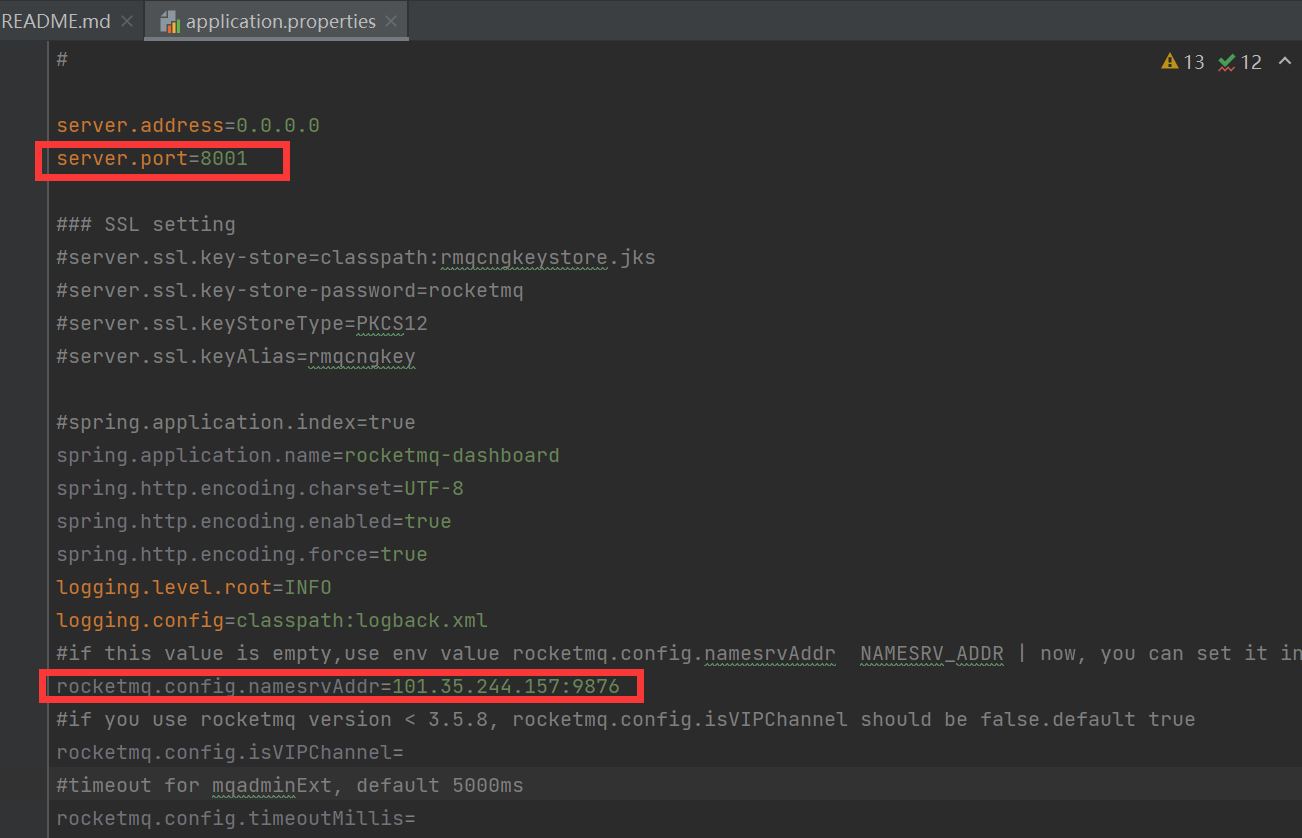 README.md
application.properties
#
13 12
server.address=0.0.0.0
server.port=8001
### SSL setting
#server.ssl.key-store=classpath:rmqcngkeystore.jks
#server.ssl.key-store-password=rocketmq
#server.ssl.keyStoreType=PKCS12
#server.ssl.keyAlias=rmqcngkey
#spring.application.index=true
spring.application.name=rocketmq-dashboard
spring.http.encoding.charset=UTF-8
spring.http.encoding.enabled=true
spring.http.encoding.force=true
logging.level.root=INFO
logging.config=classpath:logback.xml
#if this value is empty,use env value rocketmq.config.namesrvAddr  NAMESRV_ADDR | now, you can set it in
rocketmq.config.namesrvAddr=101.35.244.157:9876
#if you use rocketmq version < 3.5.8, rocketmq.config.isVIPChannel should be false.default true
rocketmq.config.isVIPChannel=
#timeout for mqadminExt, default 5000ms
rocketmq.config.timeoutMillis=